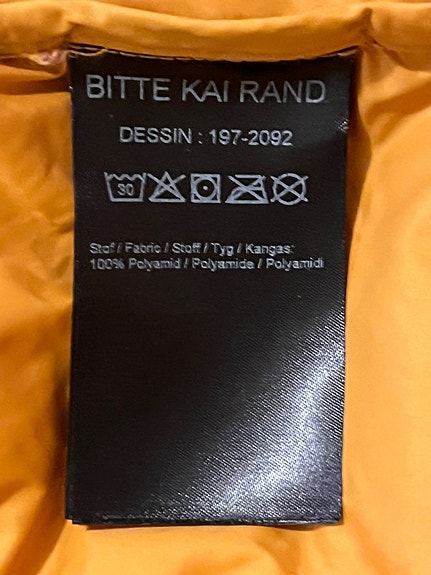 BITTE KAI RAND
DESSIN : 197-2092
30
Stof / Fabric / Stoff / Tyg / Kangas:
100% Polyamid / Polyamide / Polyamidi